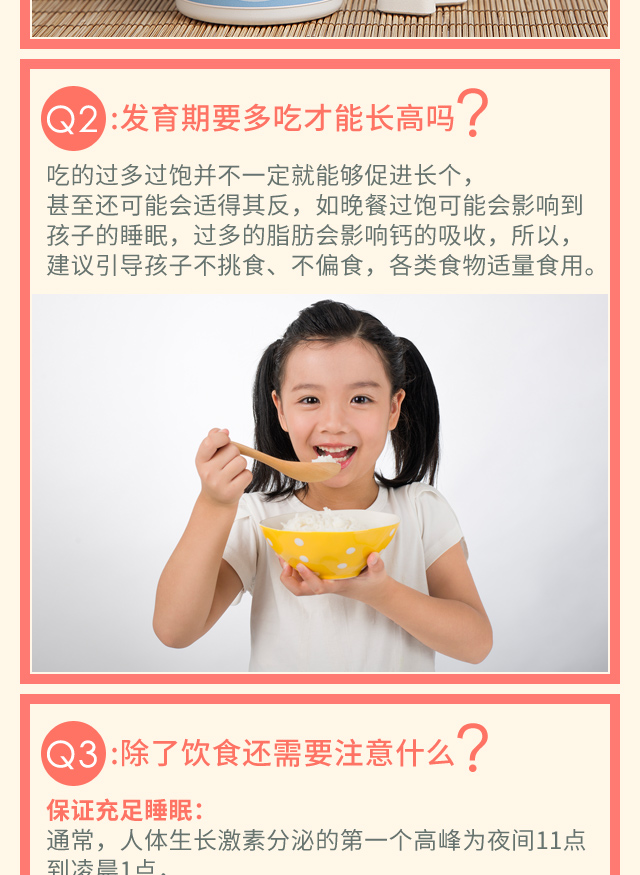 Q2:发育期要多吃才能长高吗?
吃的过多过饱并不一定就能够促进长个，
甚至还可能会适得其反，如晚餐过饱可能会影响到
孩子的睡眠，过多的脂肪会影响钙的吸收，所以，
建议引导孩子不挑食、不偏食，各类食物适量食用。
Q3:除了饮食还需要注意什么?
保证充足睡眠：
通常，人体生长激素分泌的第一个高峰为夜间11点
到凌晨1点，